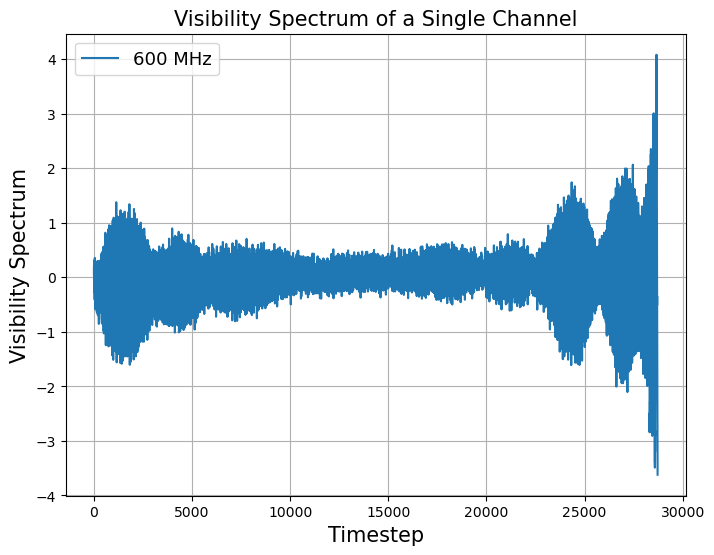 Visibility Spectrum of a Single Channel
600 MHz
Visibility Spectrum
4
3
2
1
0
−1
−2
−3
−4
0 5000 10000 15000 20000 25000 30000
Timestep